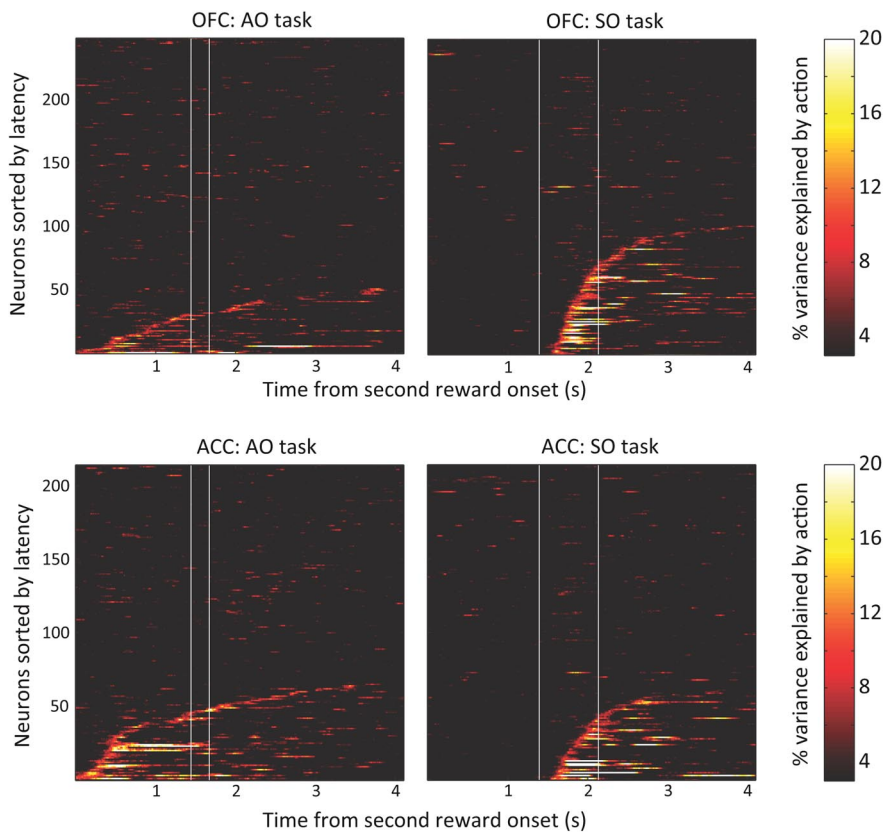 OFC: AO task
OFC: SO task
Neurons sorted by latency
200
150
100
50
1 2 3 4
1 2 3 4
Time from second reward onset (s)
% variance explained by action
20
16
12
8
4
ACC: AO task
ACC: SO task
Neurons sorted by latency
200
150
100
50
1 2 3 4
1 2 3 4
Time from second reward onset (s)
% variance explained by action
20
16
12
8
4